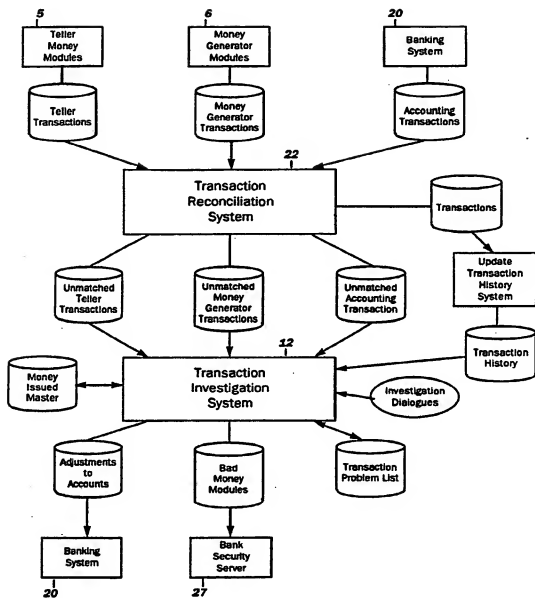 5
Teller
Money
Modules
6
Money
Generator
Modules
20
Banking
System
Teller
Transactions
Money
Generator
Transactions
Accounting
Transactions
22
Transaction
Reconciliation
System
Transactions
Unmatched
Teller
Transactions
Unmatched
Money
Generator
Transactions
Unmatched
Accounting
Transaction
Update
Transaction
History
System
12
Money
Issued
Master
Transaction
Investigation
System
Transaction
History
Investigation
Dialogues
Adjustments
to
Accounts
Bad
Money
Modules
Transaction
Problem List
Banking
System
20
Bank
Security
Server
27